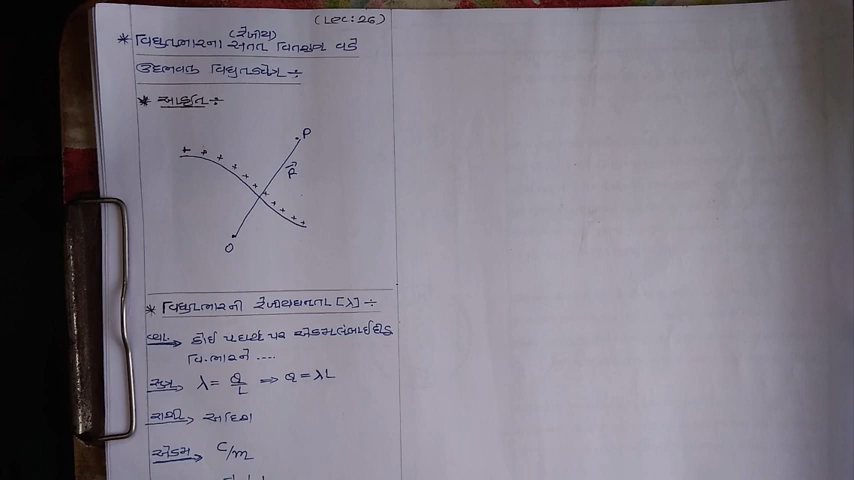 (Lec: 26)
(રેખીય)
* વિદ્યુતભારના સતત વિતરણ વડે
ઉદભવતુ વિદ્યુતક્ષેત્ર ÷
* આકૃતિ ÷
P
r⃗
O
* વિદ્યુતભારની રેખીયઘનતા [λ] ÷
વ્યા. → કોઈ પદાર્થ પર એકમલંબાઈદીઠ
વિ.ભારને ....
સૂત્ર → λ = Q/L ⇒ Q = λL
રાશી → અદિશ
એકમ → C/m